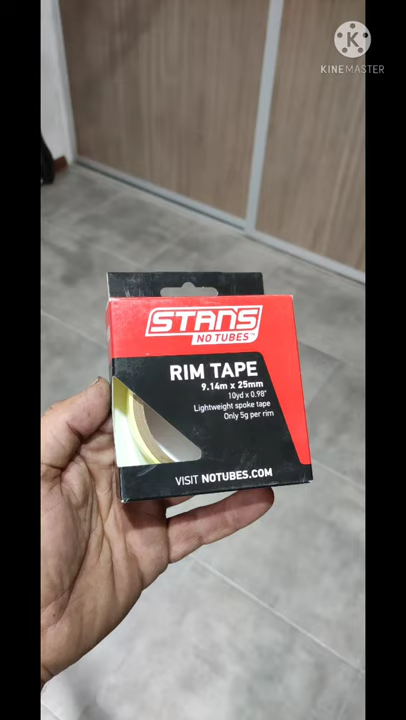 KINEMASTER
STANS
NO TUBES™
RIM TAPE
9.14m x 25mm
10yd x 0.98"
Lightweight spoke tape
Only 5g per rim
VISIT NOTUBES.COM